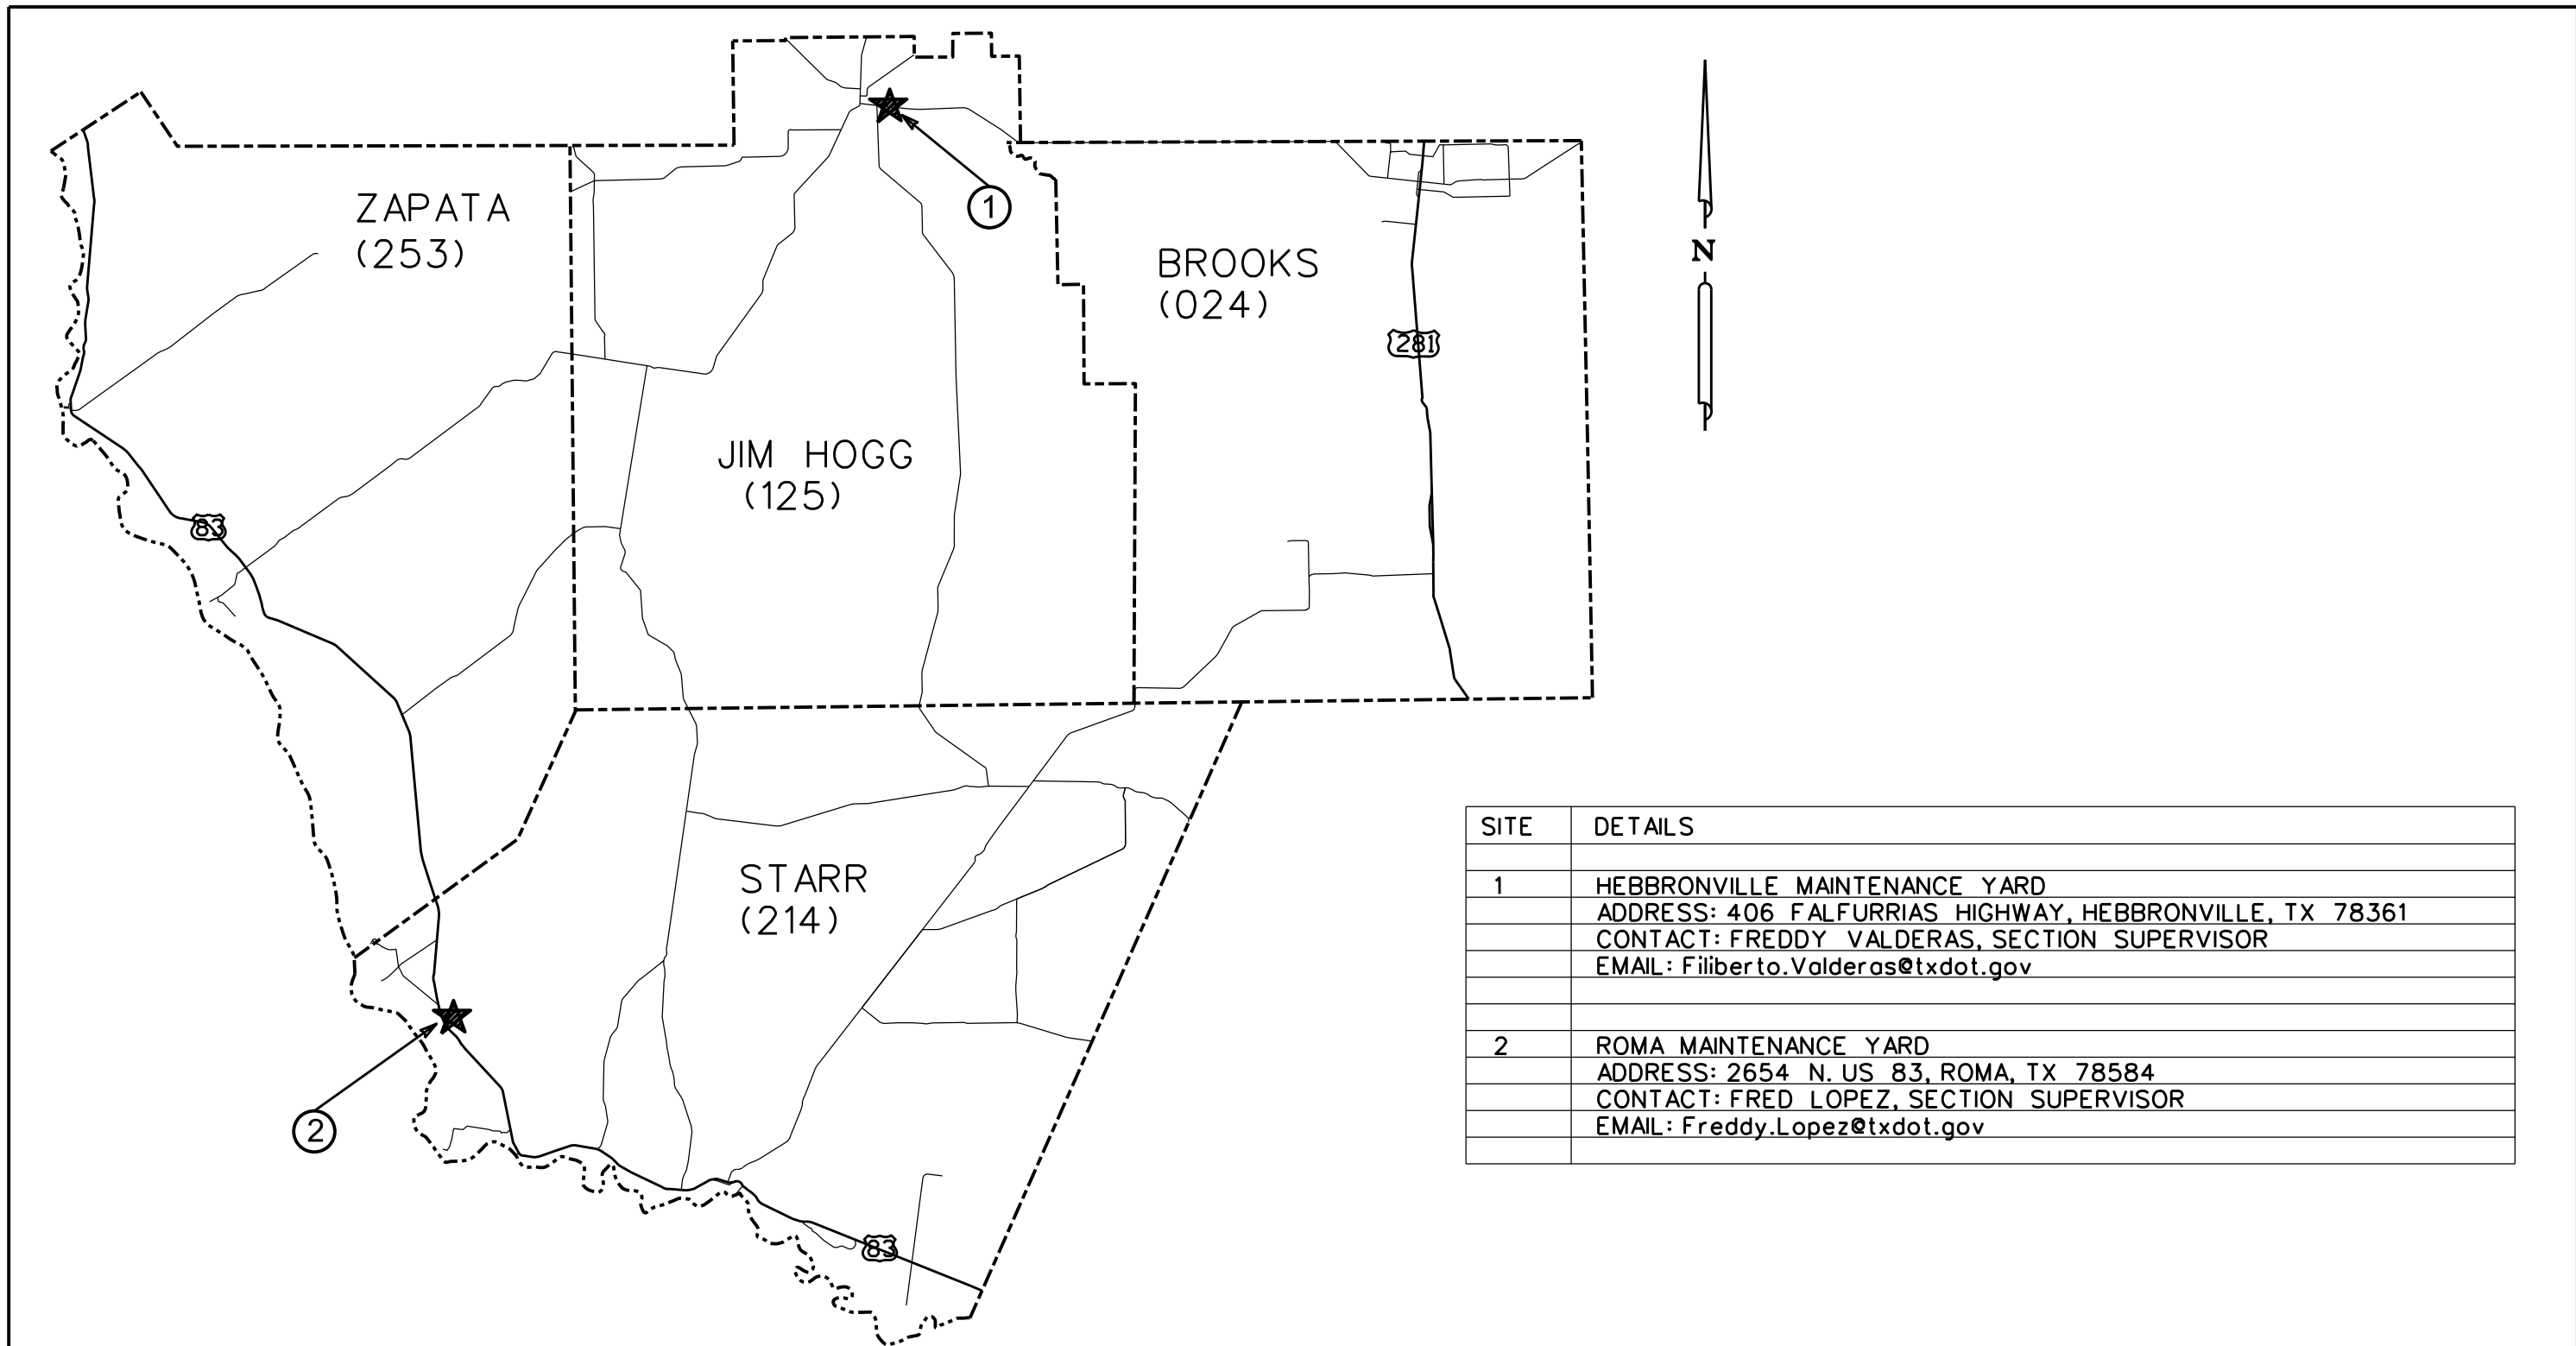 ZAPATA
(253)
1
BROOKS
(024)
N
281
JIM HOGG
(125)
83
STARR
(214)
2
83
SITE DETAILS
1 HEBBRONVILLE MAINTENANCE YARD
ADDRESS: 406 FALFURRIAS HIGHWAY, HEBBRONVILLE, TX 78361
CONTACT: FREDDY VALDERAS, SECTION SUPERVISOR
EMAIL: Filiberto.Valderas@txdot.gov
2 ROMA MAINTENANCE YARD
ADDRESS: 2654 N. US 83, ROMA, TX 78584
CONTACT: FRED LOPEZ, SECTION SUPERVISOR
EMAIL: Freddy.Lopez@txdot.gov